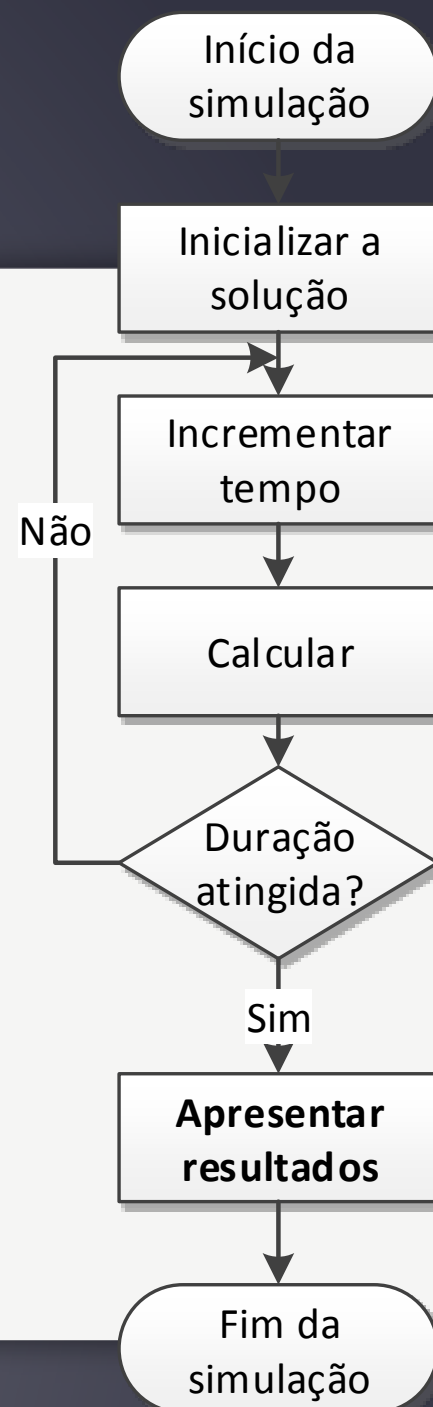 Início da
simulação
Inicializar a
solução
Incrementar
tempo
Não
Calcular
Duração
atingida?
Sim
Apresentar
resultados
Fim da
simulação